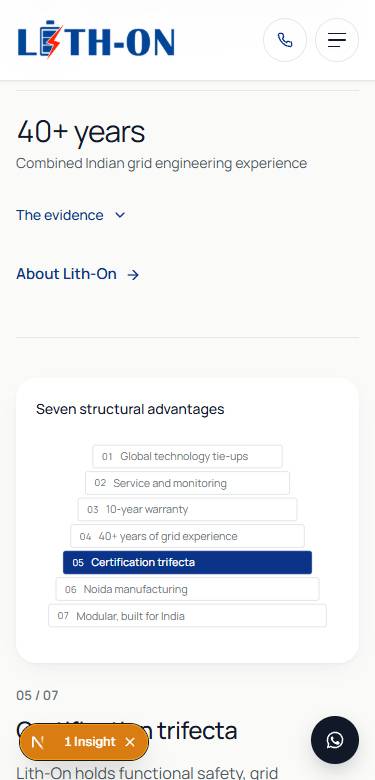 LITH-ON
40+ years
Combined Indian grid engineering experience
The evidence
About Lith-On
Seven structural advantages
01 Global technology tie-ups
02 Service and monitoring
03 10-year warranty
04 40+ years of grid experience
05 Certification trifecta
06 Noida manufacturing
07 Modular, built for India
05 / 07
Certification trifecta
N 1 Insight
Lith-On holds functional safety, grid